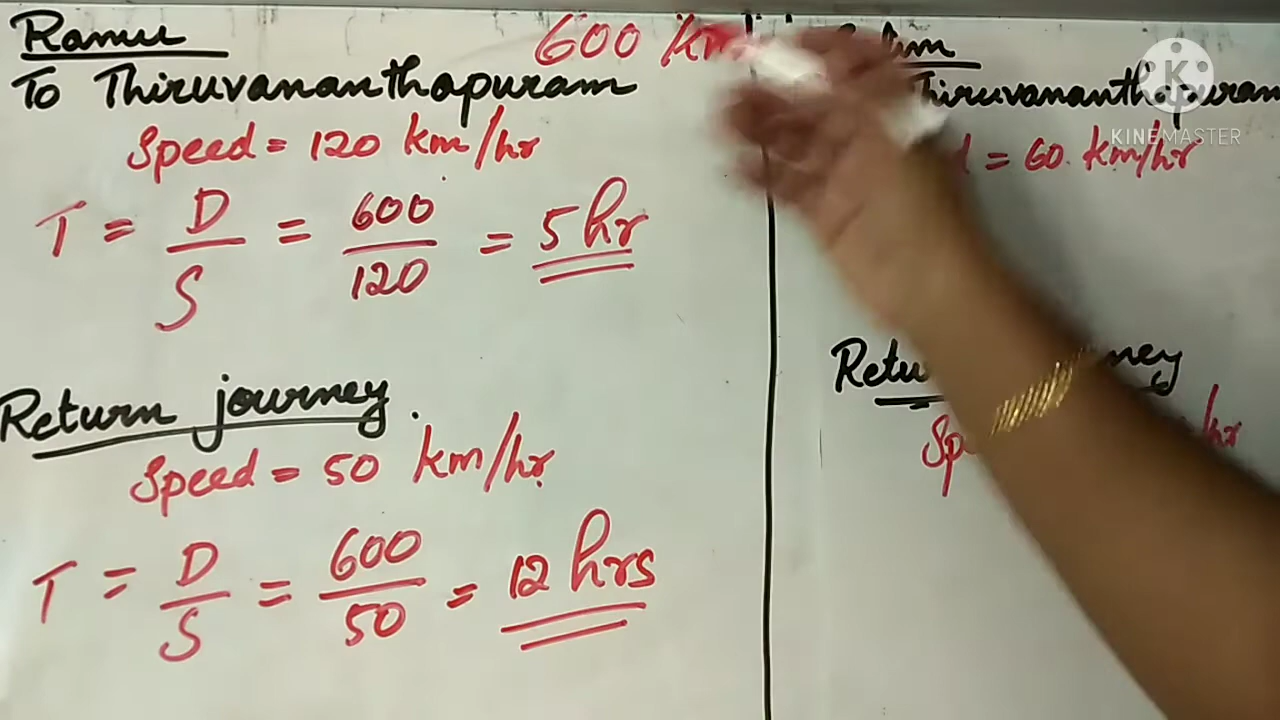 Ramu
600 km
To Thiruvananthapuram
Speed = 120 km/hr
T = D/S = 600/120 = 5 hr
Return journey.
Speed = 50 km/hr.
T = D/S = 600/50 = 12 hrs
Thiruvananthapuram
= 60 km/hr
KINEMASTER